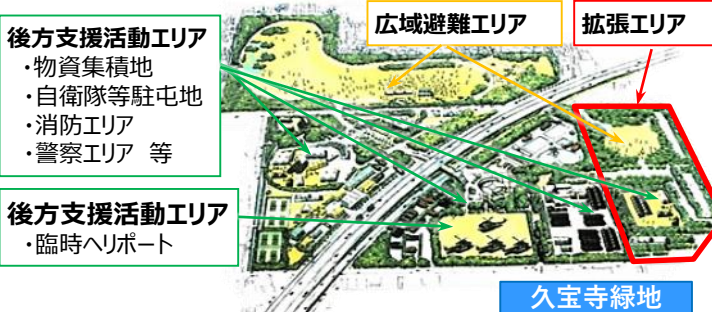 後方支援活動エリア
・物資集積地
・自衛隊等駐屯地
・消防エリア
・警察エリア 等
広域避難エリア
拡張エリア
後方支援活動エリア
・臨時ヘリポート
久宝寺緑地